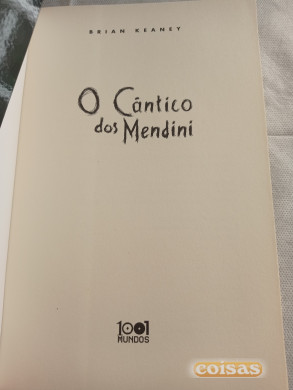 BRIAN KEANEY
O Cântico
dos Mendini
1001
MUNDOS
coisas